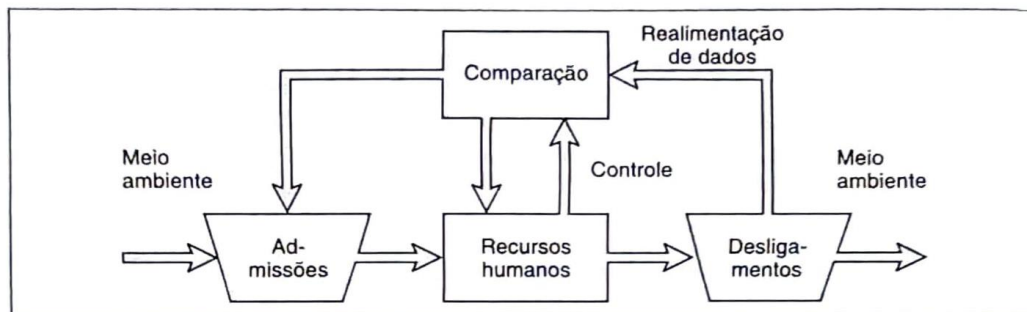 Realimentação
de dados
Comparação
Meio
ambiente
Controle
Meio
ambiente
Ad-
missões
Recursos
humanos
Desliga-
mentos